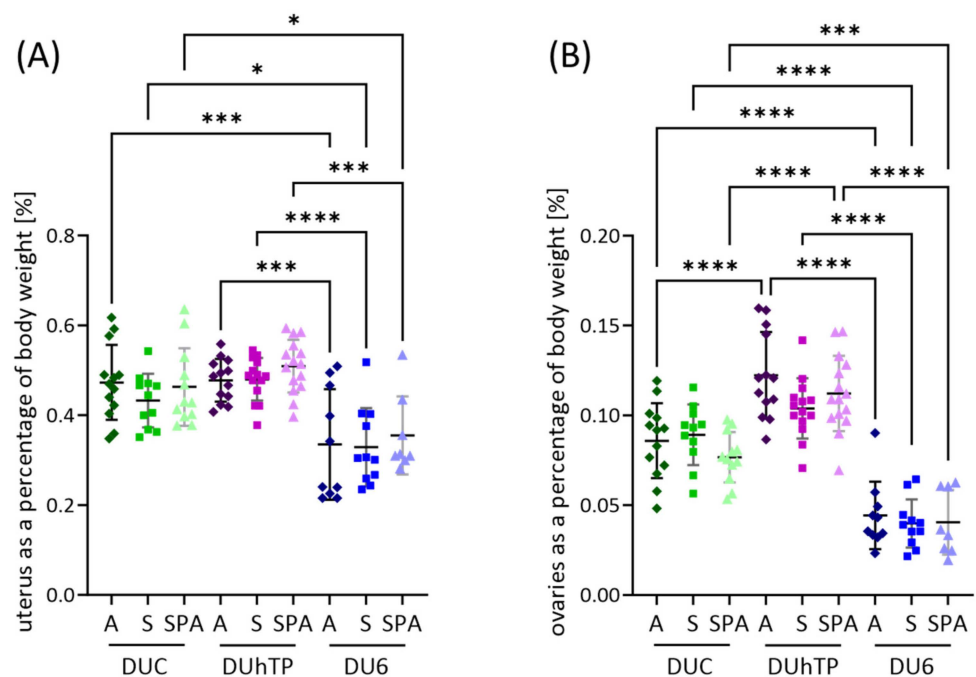 (A)
*
*
***
***
****
***
uterus as a percentage of body weight [%]
0.8
0.6
0.4
0.2
0.0
A S SPA A S SPA A S SPA
DUC DUhTP DU6
(B)
***
****
****
**** ****
****
**** ****
ovaries as a percentage of body weight [%]
0.20
0.15
0.10
0.05
0.00
A S SPA A S SPA A S SPA
DUC DUhTP DU6